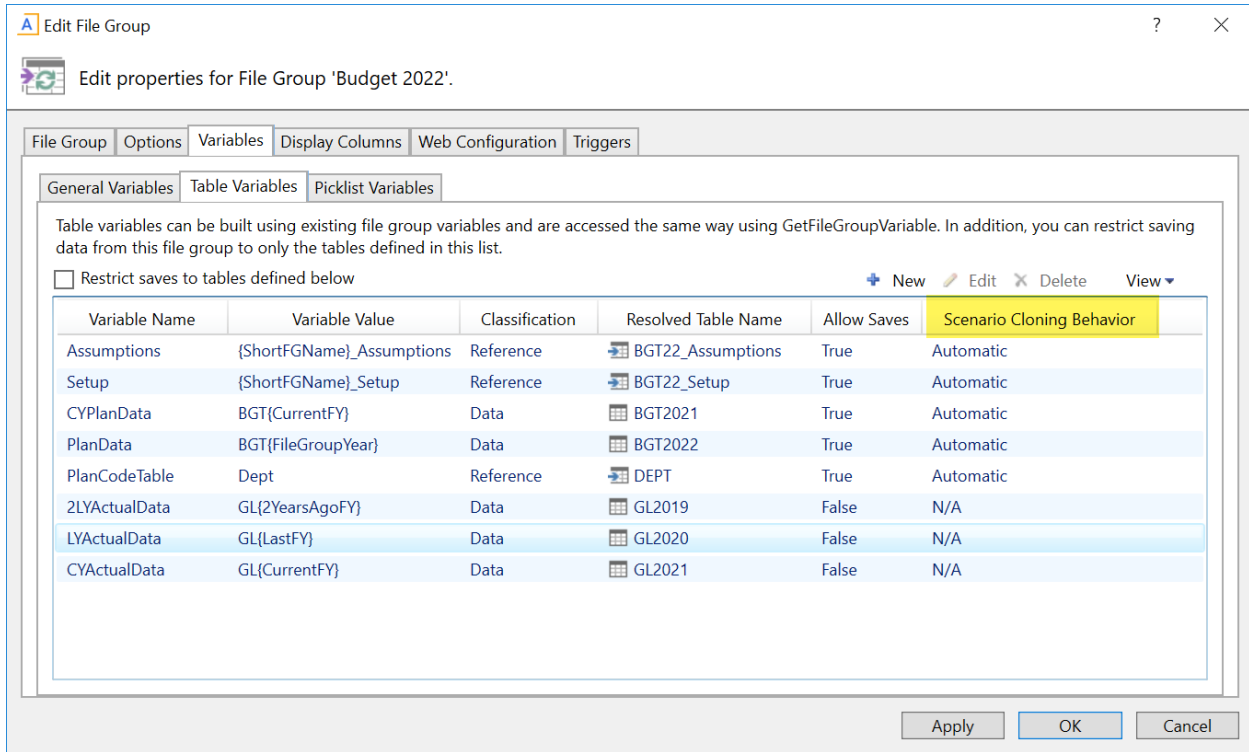 A Edit File Group ?
Edit properties for File Group 'Budget 2022'.
File Group Options Variables Display Columns Web Configuration Triggers
General Variables Table Variables Picklist Variables
Table variables can be built using existing file group variables and are accessed the same way using GetFileGroupVariable. In addition, you can restrict saving
data from this file group to only the tables defined in this list.
Restrict saves to tables defined below New Edit Delete View
Variable Name Variable Value Classification Resolved Table Name Allow Saves Scenario Cloning Behavior
Assumptions {ShortFGName}_Assumptions Reference BGT22_Assumptions True Automatic
Setup {ShortFGName}_Setup Reference BGT22_Setup True Automatic
CYPlanData BGT{CurrentFY} Data BGT2021 True Automatic
PlanData BGT{FileGroupYear} Data BGT2022 True Automatic
PlanCodeTable Dept Reference DEPT True Automatic
2LYActualData GL{2YearsAgoFY} Data GL2019 False N/A
LYActualData GL{LastFY} Data GL2020 False N/A
CYActualData GL{CurrentFY} Data GL2021 False N/A
Apply OK Cancel